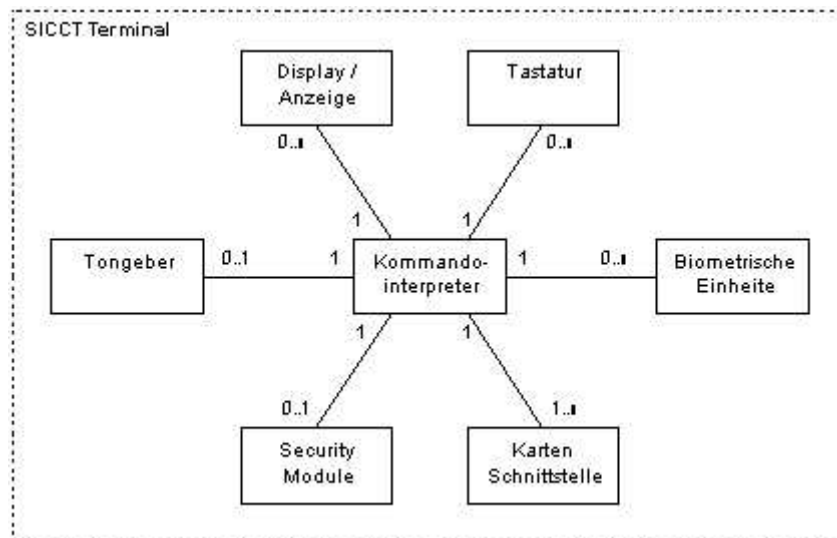 SICCT Terminal
Display /
Anzeige
Tastatur
0..n
0..n
1
1
Tongeber
0..1
1
Kommando-
interpreter
1
0..n
Biometrische
Einheite
1
1
0..1
1..n
Security
Module
Karten
Schnittstelle